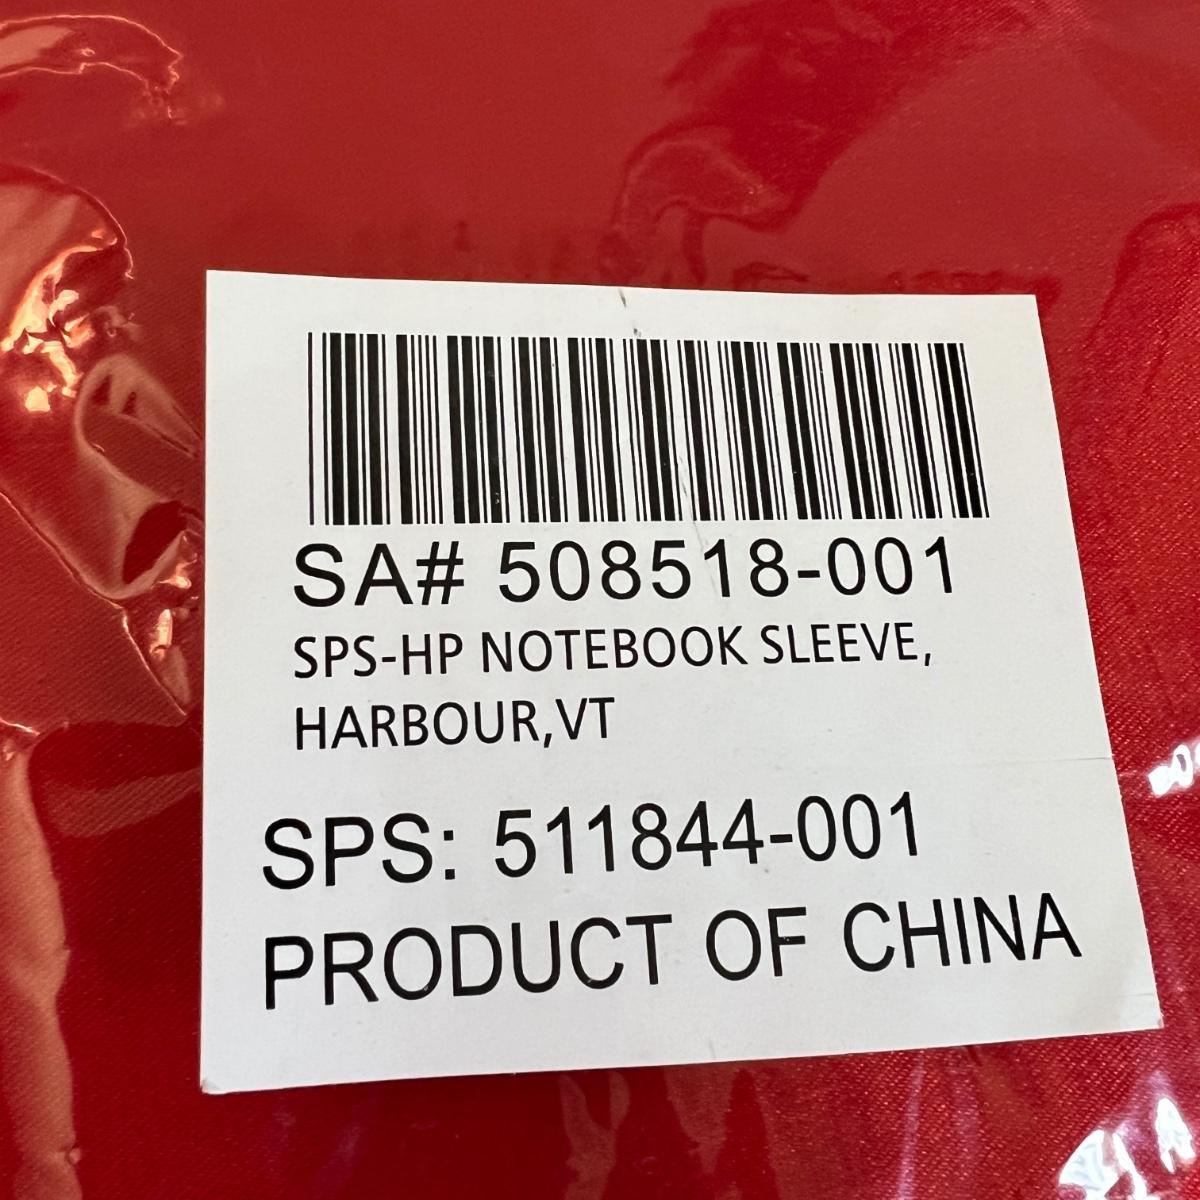 SA# 508518-001
SPS-HP NOTEBOOK SLEEVE,
HARBOUR,VT
SPS: 511844-001
PRODUCT OF CHINA